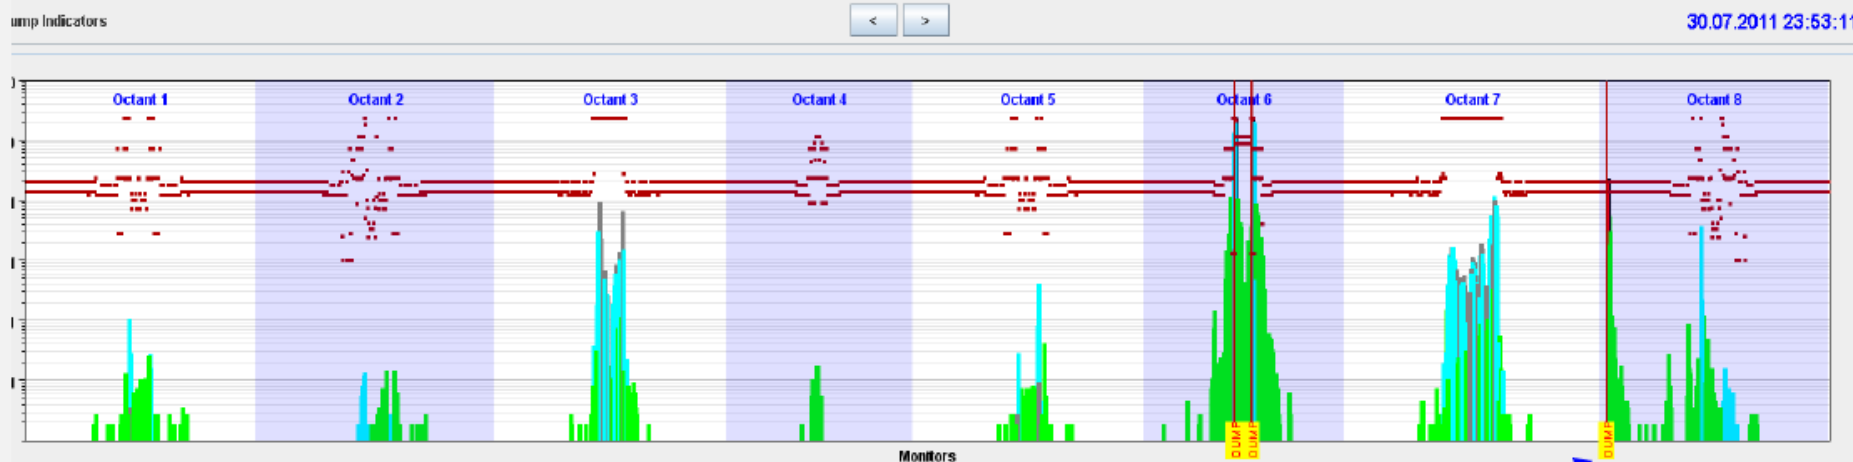 ump Indicators
< >
30.07.2011 23:53:11
Octant 1 Octant 2 Octant 3 Octant 4 Octant 5 Octant 6 Octant 7 Octant 8
DUMP DUMP DUMP
Monitors